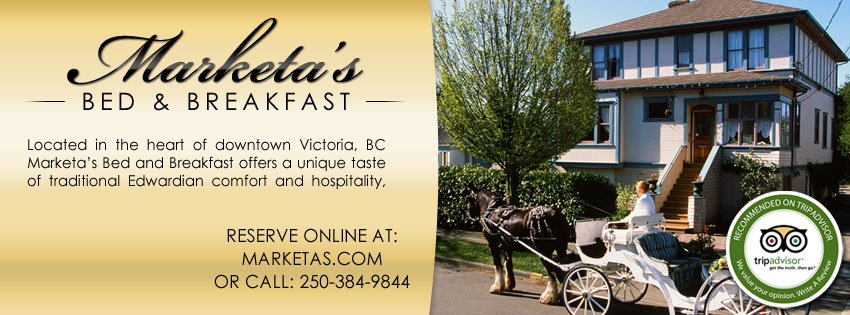 Marketa's
BED & BREAKFAST
Located in the heart of downtown Victoria, BC
Marketa's Bed and Breakfast offers a unique taste
of traditional Edwardian comfort and hospitality,
RESERVE ONLINE AT:
MARKETAS.COM
OR CALL: 250-384-9844
RECOMMENDED ON TRIPADVISOR
tripadvisor®
get the truth. then go.®
We value your opinion. Write A Review